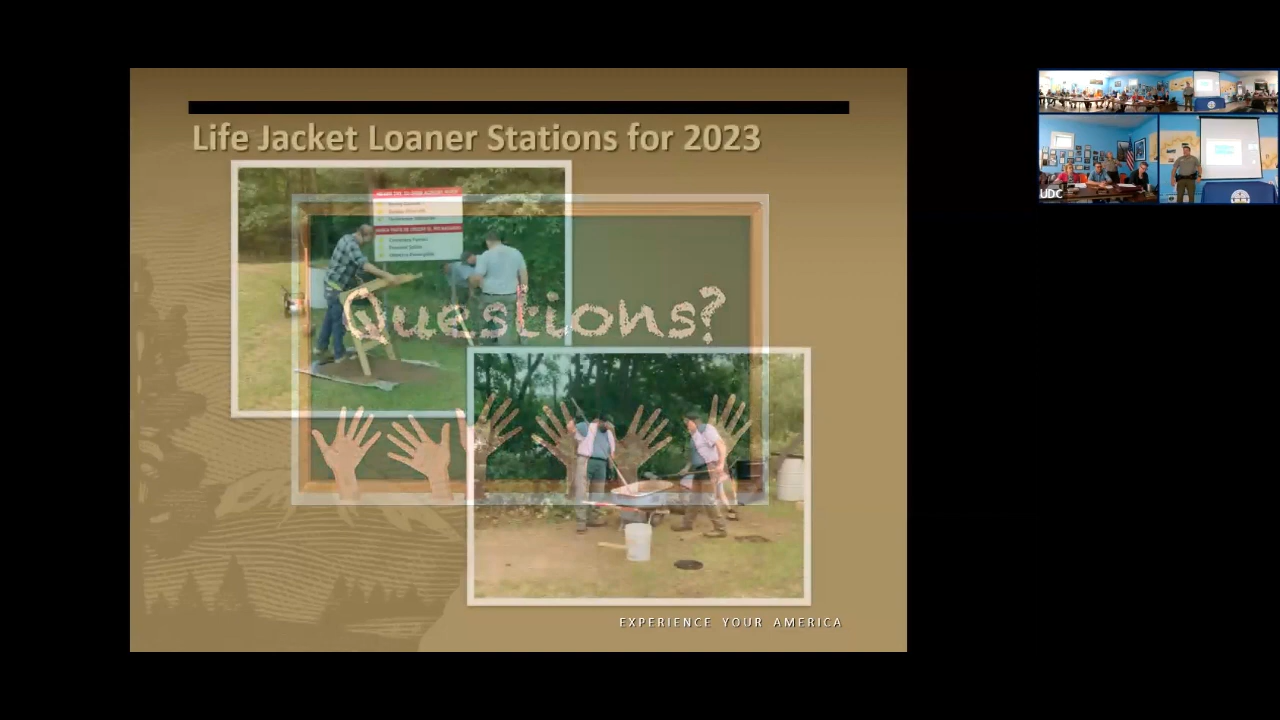 Life Jacket Loaner Stations for 2023
Questions?
EXPERIENCE YOUR AMERICA
UDC